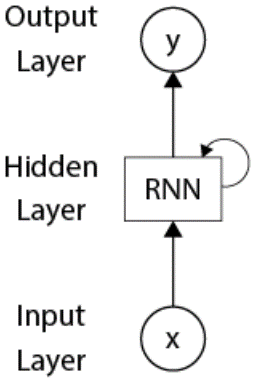 Output
Layer
y
Hidden
Layer
RNN
Input
Layer
x